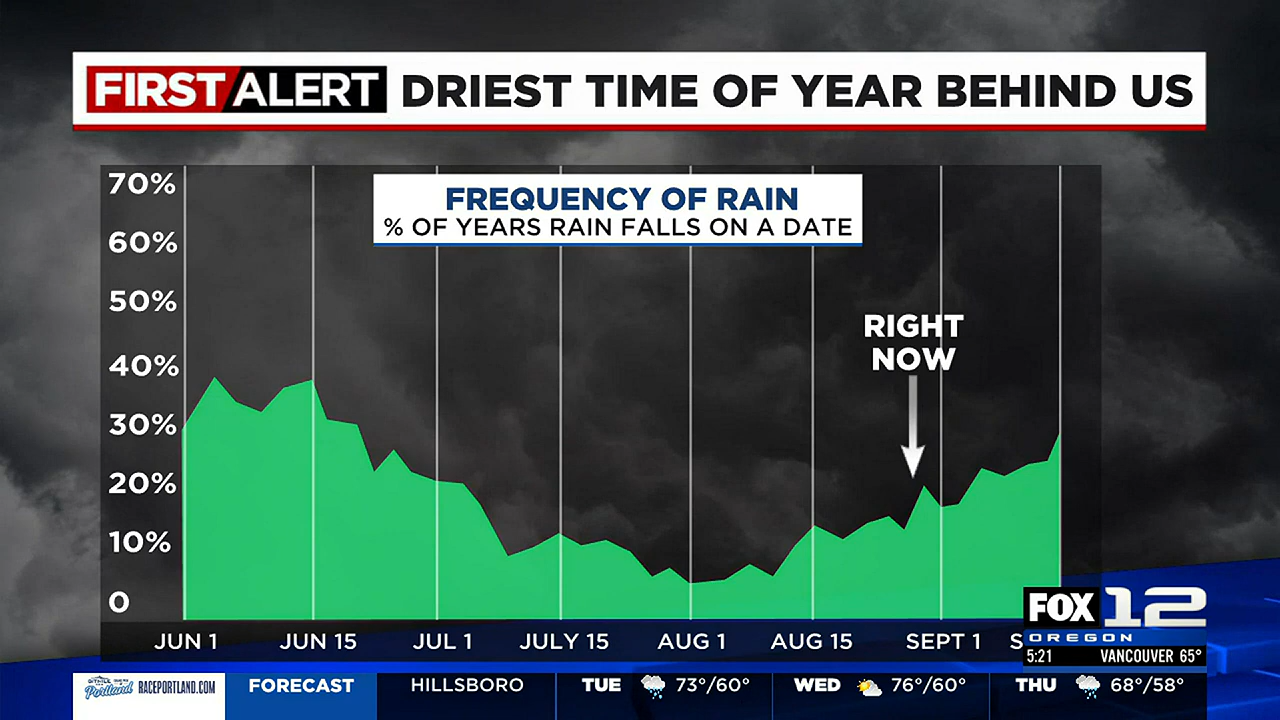 FIRST ALERT DRIEST TIME OF YEAR BEHIND US
FREQUENCY OF RAIN
% OF YEARS RAIN FALLS ON A DATE
70%
60%
50%
40%
30%
20%
10%
0
RIGHT
NOW
JUN 1 JUN 15 JUL 1 JULY 15 AUG 1 AUG 15 SEPT 1 S
FOX 12
OREGON
5:21 VANCOUVER 65°
Portland RACEPORTLAND.COM FORECAST HILLSBORO TUE 73°/60° WED 76°/60° THU 68°/58°